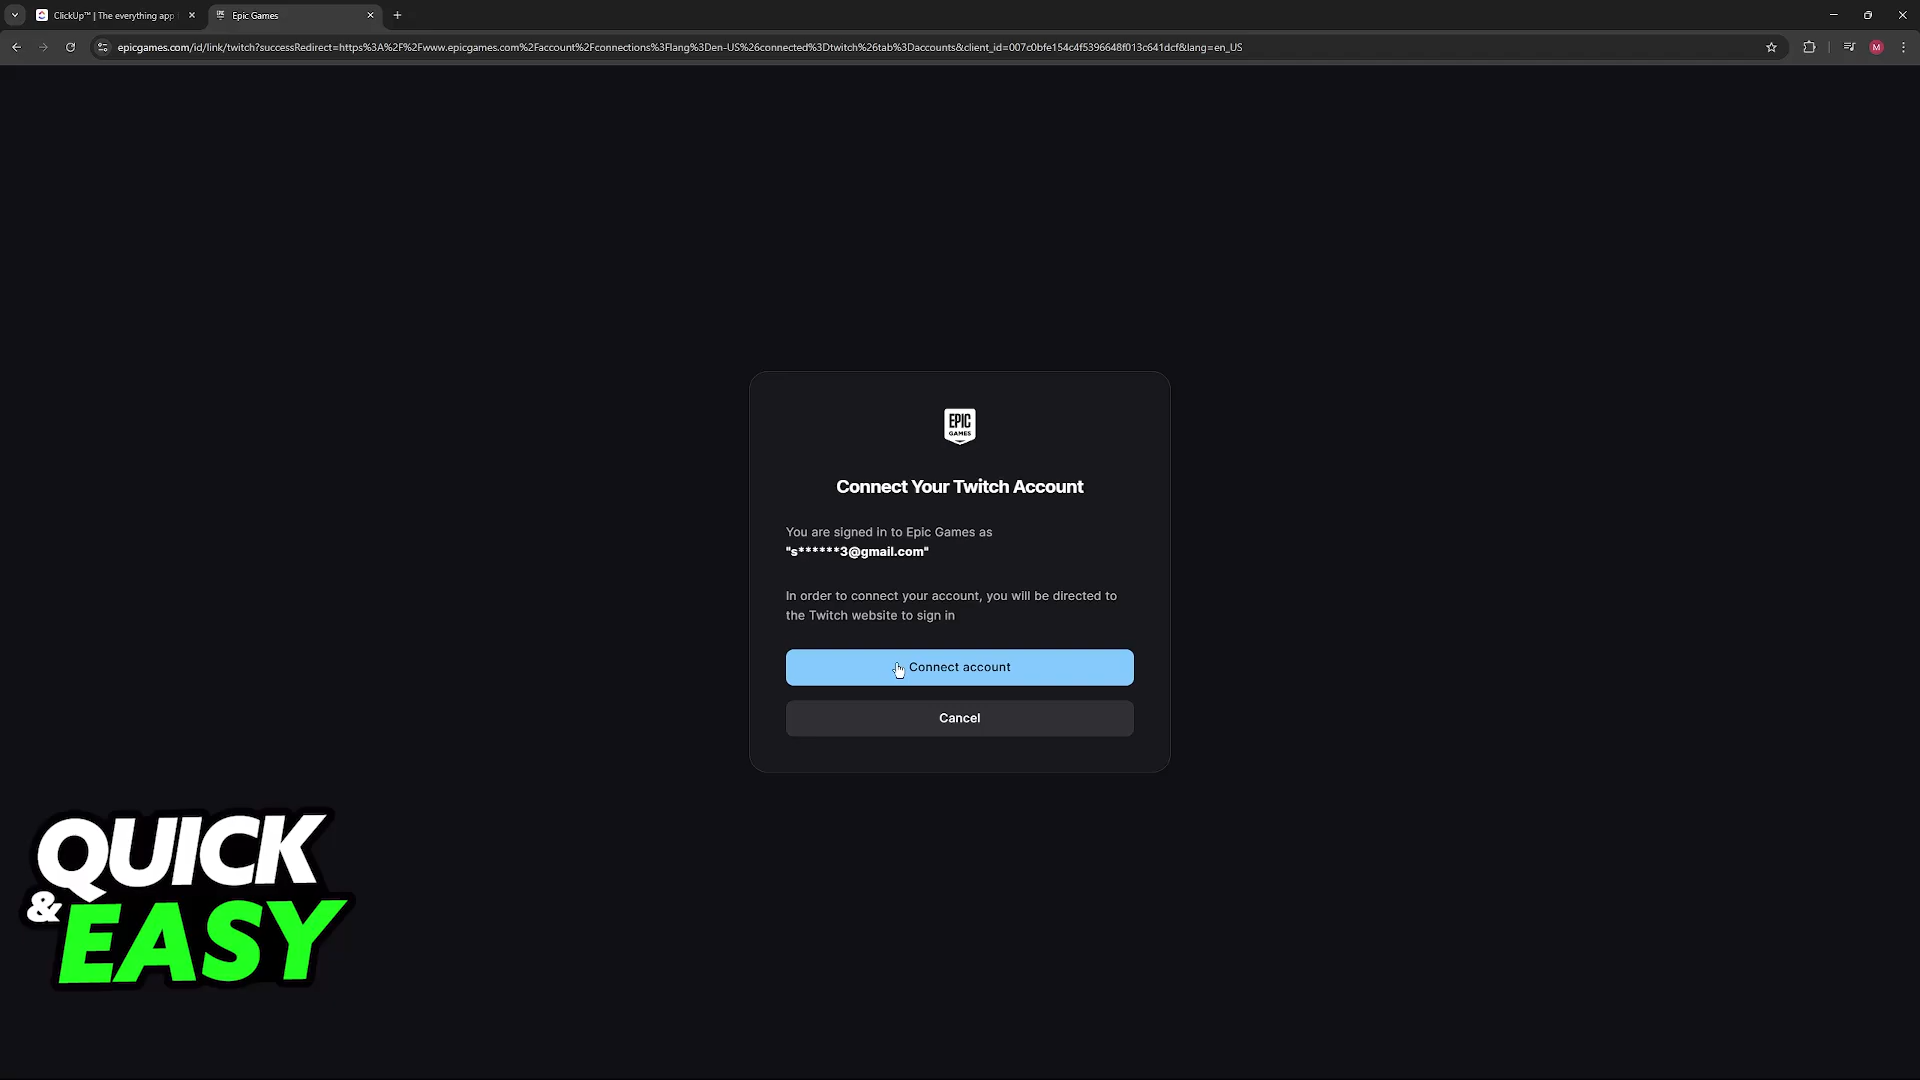 ClickUp™ | The everything app
Epic Games
epicgames.com/id/link/twitch?successRedirect=https%3A%2F%2Fwww.epicgames.com%2Faccount%2Fconnections%3Flang%3Den-US%26connected%3Dtwitch%26tab%3Daccounts&client_id=007c0bfe154c4f5396648f013c641dcf&lang=en_US
M
EPIC
GAMES
Connect Your Twitch Account
You are signed in to Epic Games as
"s******3@gmail.com"
In order to connect your account, you will be directed to
the Twitch website to sign in
Connect account
Cancel
QUICK
&EASY